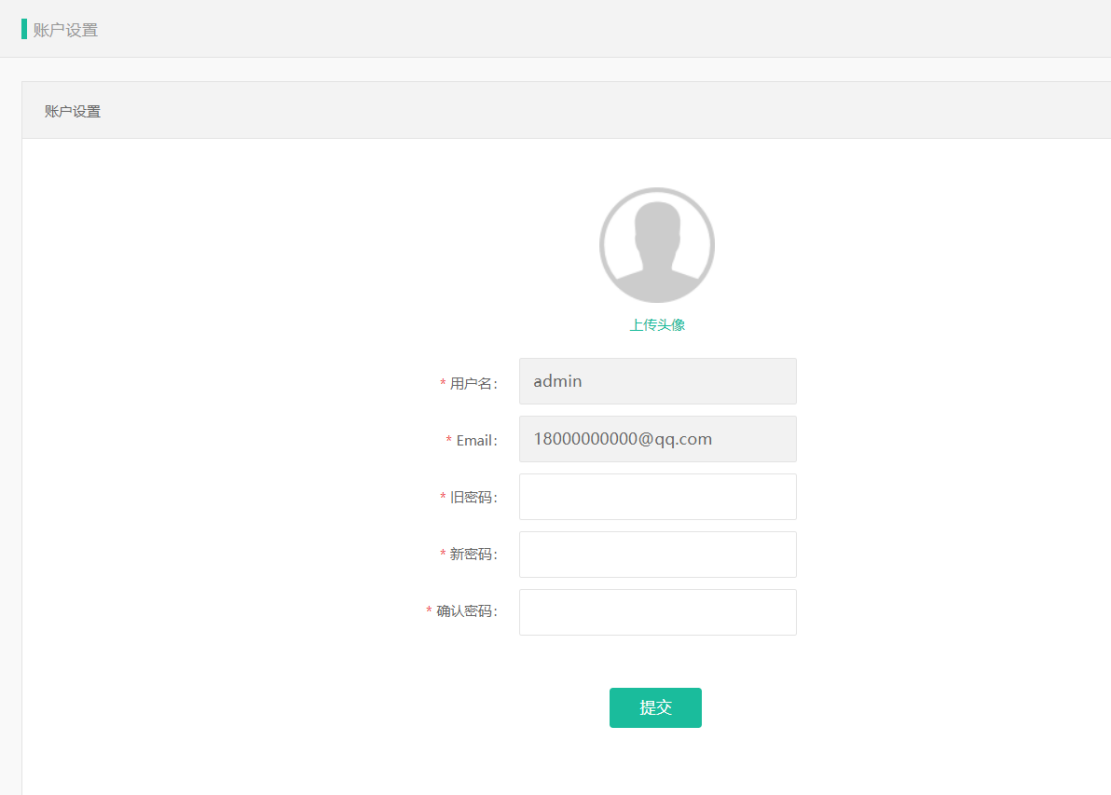 账户设置
账户设置
上传头像
* 用户名：
admin
* Email：
18000000000@qq.com
* 旧密码：
* 新密码：
* 确认密码：
提交